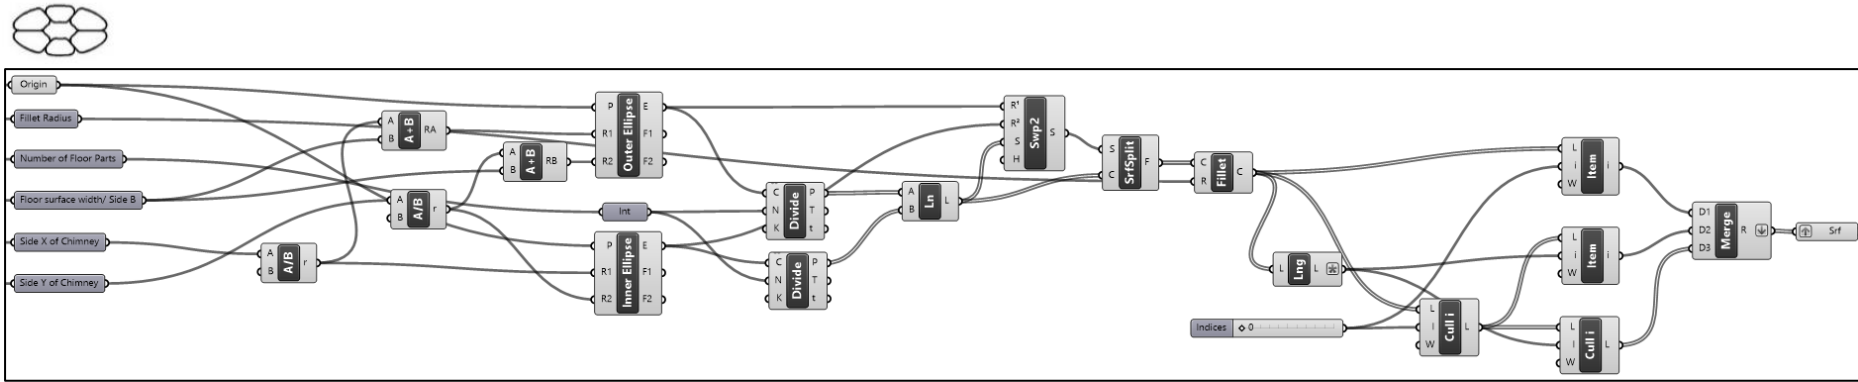 Origin
Fillet Radius
Number of Floor Parts
Floor surface width/ Side B
Side X of Chimney
Side Y of Chimney
A B A/B r
A B A+B RA
A B A/B r
A B A+B RB
P R1 R2 Outer Ellipse E F1 F2
Int
P R1 R2 Inner Ellipse E F1 F2
C N K Divide P T t
C N K Divide P T t
A B Ln L
R¹ R² S H Swp2 S
S C SrfSplit F
C R Fillet C
L Lng L
Indices 0
L I W Cull i L
L i W Item i
L i W Item i
L I W Cull i L
D1 D2 D3 Merge R
Srf